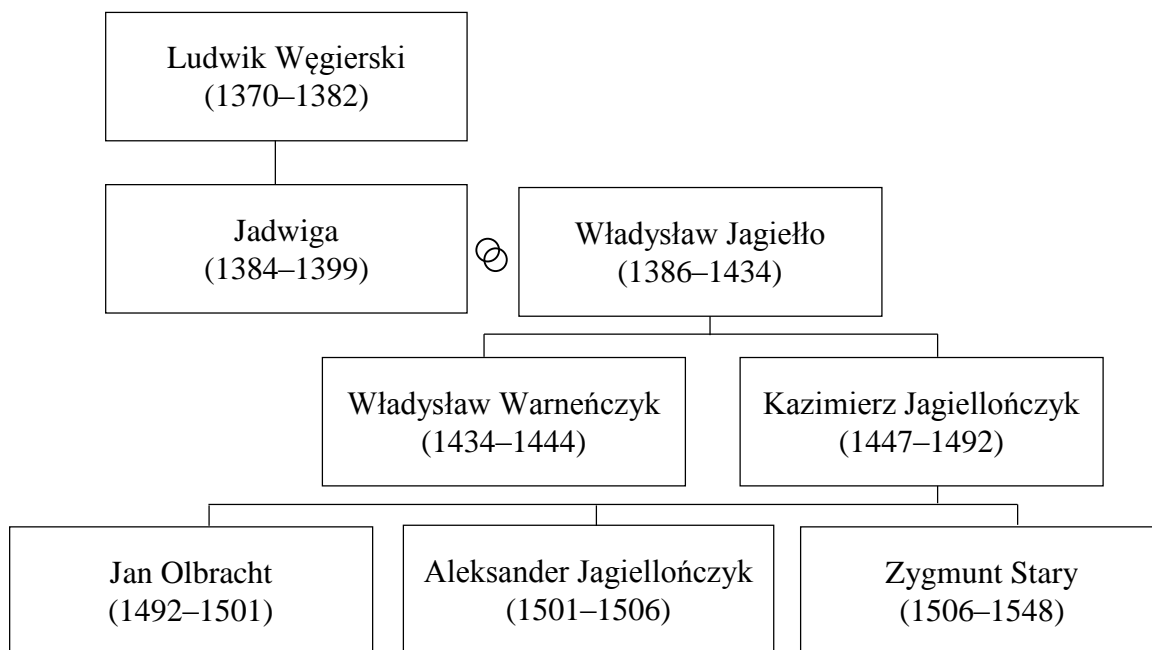 Ludwik Węgierski
(1370–1382)
Jadwiga
(1384–1399)
Władysław Jagiełło
(1386–1434)
Władysław Warneńczyk
(1434–1444)
Kazimierz Jagiellończyk
(1447–1492)
Jan Olbracht
(1492–1501)
Aleksander Jagiellończyk
(1501–1506)
Zygmunt Stary
(1506–1548)